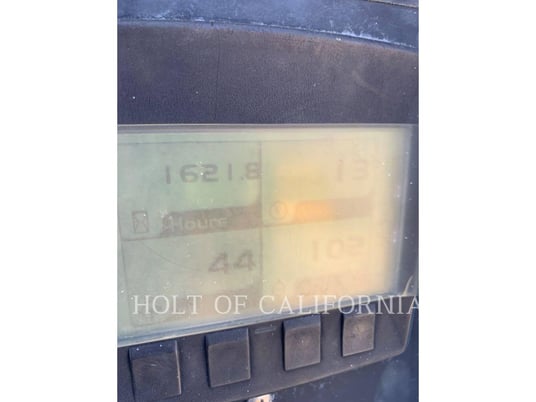 1621.8 13
Hours
44 102
HOLT OF CALIFORNIA